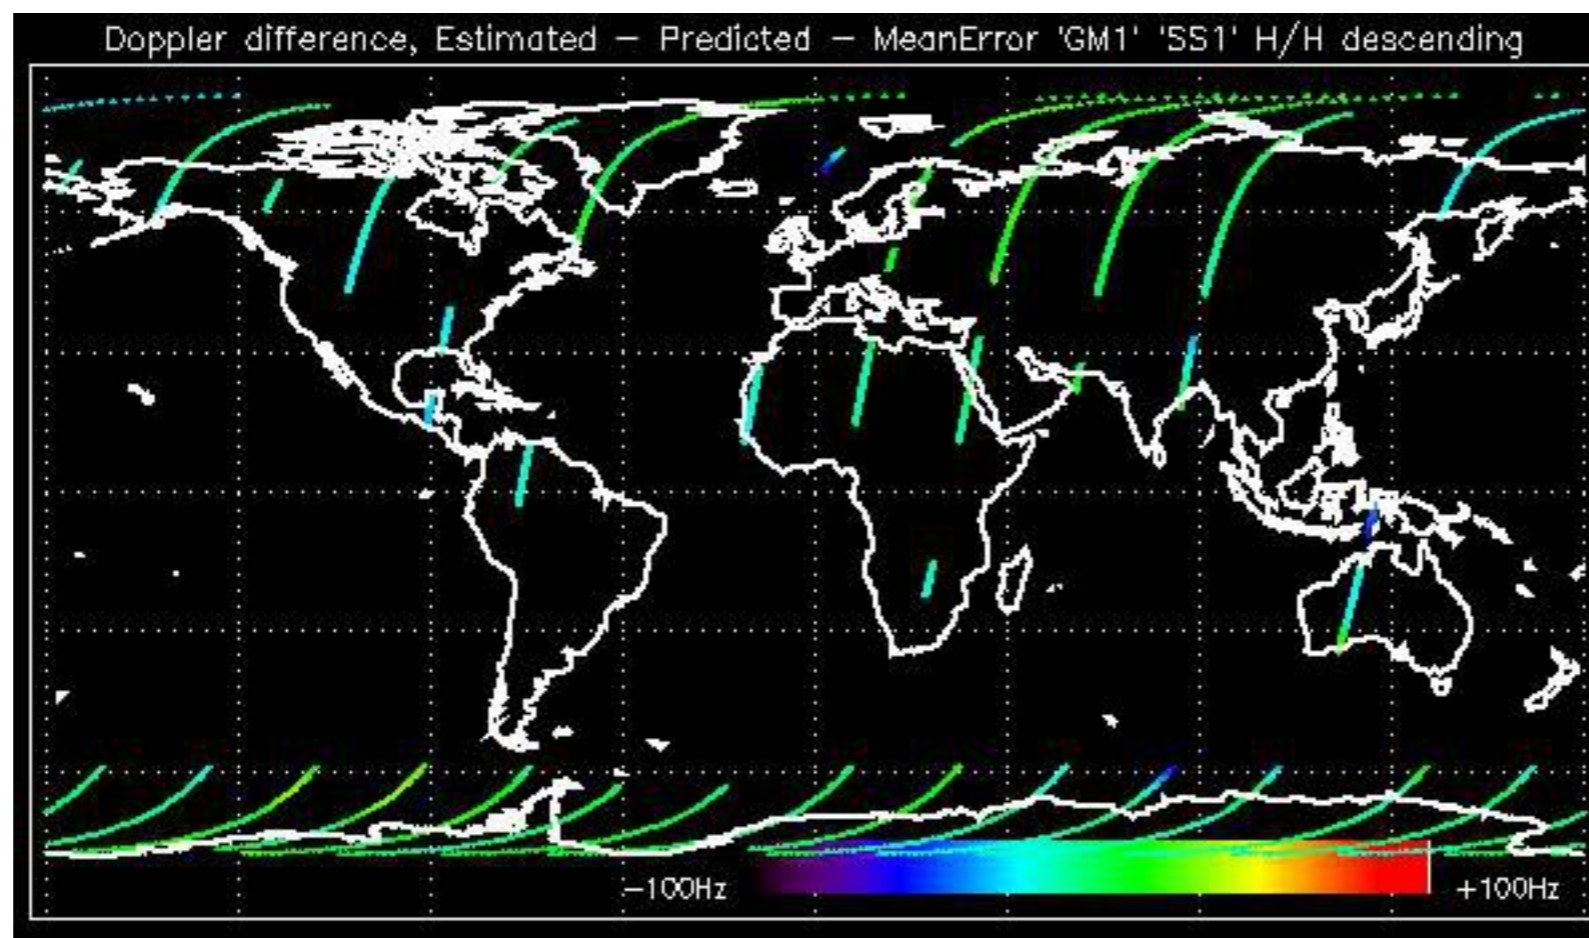 Doppler difference, Estimated — Predicted — MeanError 'GM1' 'SS1' H/H descending
−100Hz +100Hz